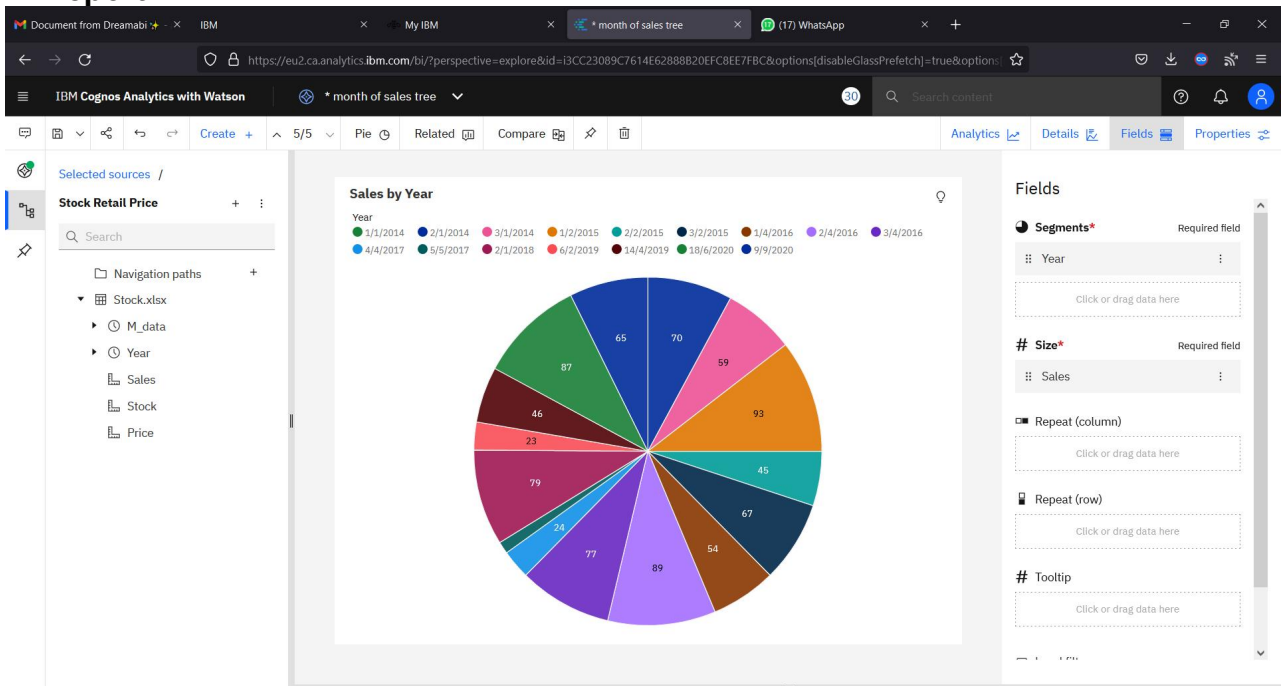 Document from Dreamabi ✨ - × IBM × My IBM × * month of sales tree × (17) WhatsApp × +
https://eu2.ca.analytics.ibm.com/bi/?perspective=explore&id=i3CC23089C7614E62888B20EFC8EE7FBC&options[disableGlassPrefetch]=true&options
IBM Cognos Analytics with Watson * month of sales tree 30 Search content
Create + 5/5 Pie Related Compare Analytics Details Fields Properties
Selected sources /
Stock Retail Price + :
Search
Navigation paths +
Stock.xlsx
M_data
Year
Sales
Stock
Price
Sales by Year
Year
1/1/2014 2/1/2014 3/1/2014 1/2/2015 2/2/2015 3/2/2015 1/4/2016 2/4/2016 3/4/2016
4/4/2017 5/5/2017 2/1/2018 6/2/2019 14/4/2019 18/6/2020 9/9/2020
65
70
59
87
93
46
23
45
79
67
24
54
77
89
Fields
Segments* Required field
Year
Click or drag data here
# Size* Required field
Sales
Repeat (column)
Click or drag data here
Repeat (row)
Click or drag data here
# Tooltip
Click or drag data here